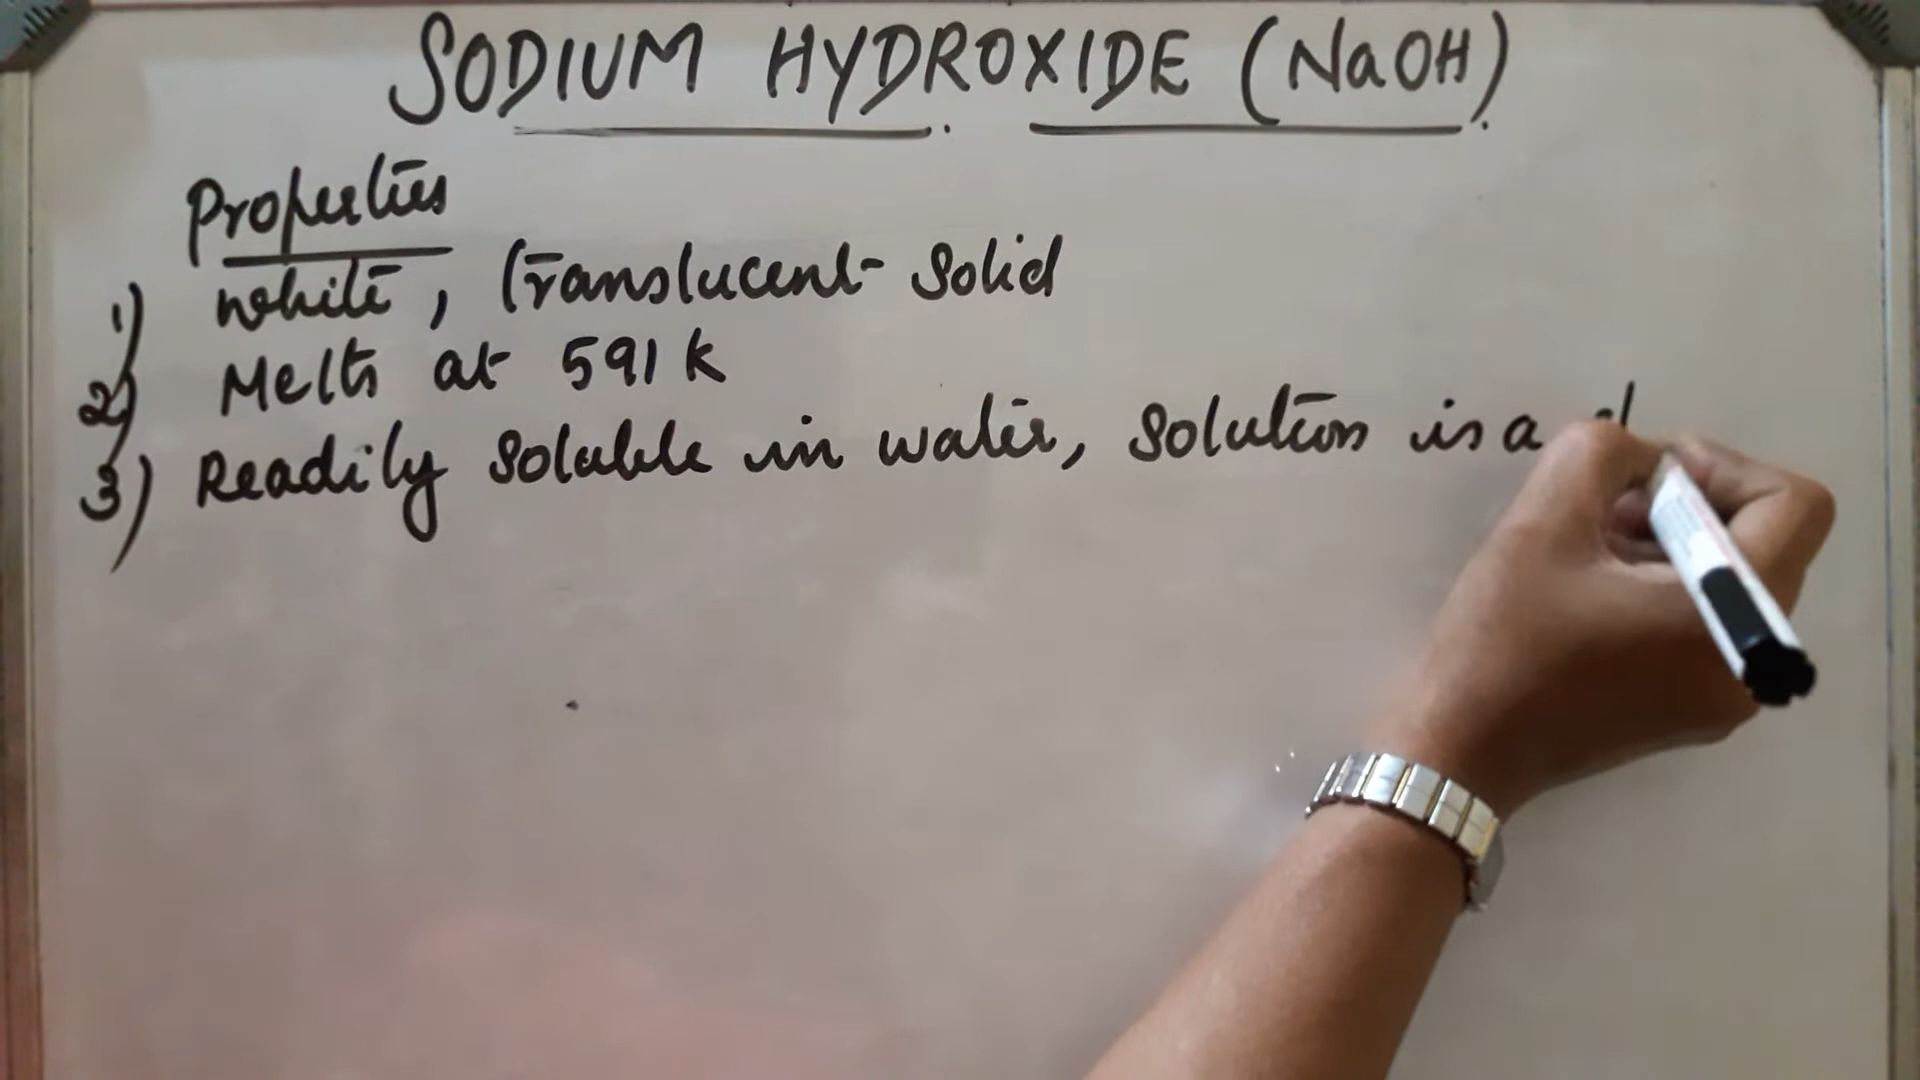 SODIUM HYDROXIDE (NaOH).
Properties
1) white, translucent solid
2) Melts at 591 K
3) Readily soluble in water, solution is a